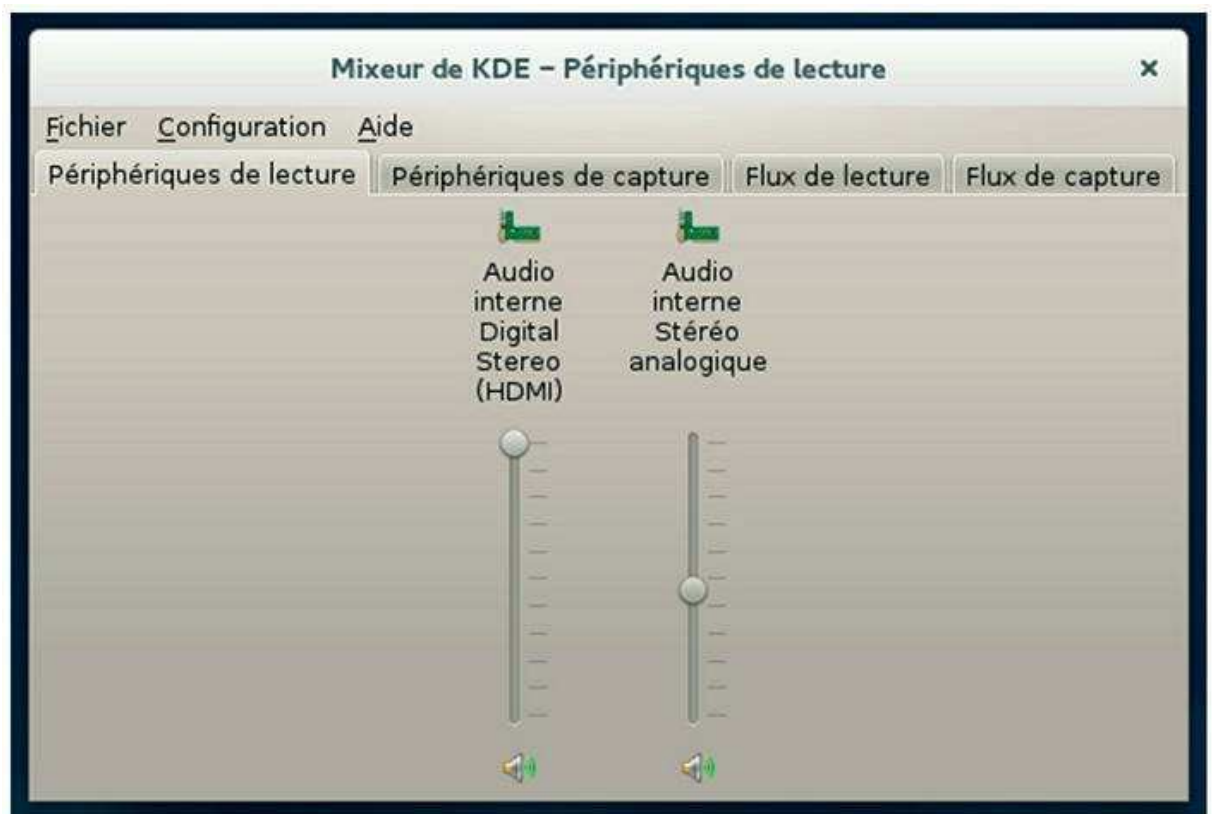 Mixeur de KDE – Périphériques de lecture
Fichier Configuration Aide
Périphériques de lecture Périphériques de capture Flux de lecture Flux de capture
Audio
interne
Digital
Stereo
(HDMI)
Audio
interne
Stéréo
analogique